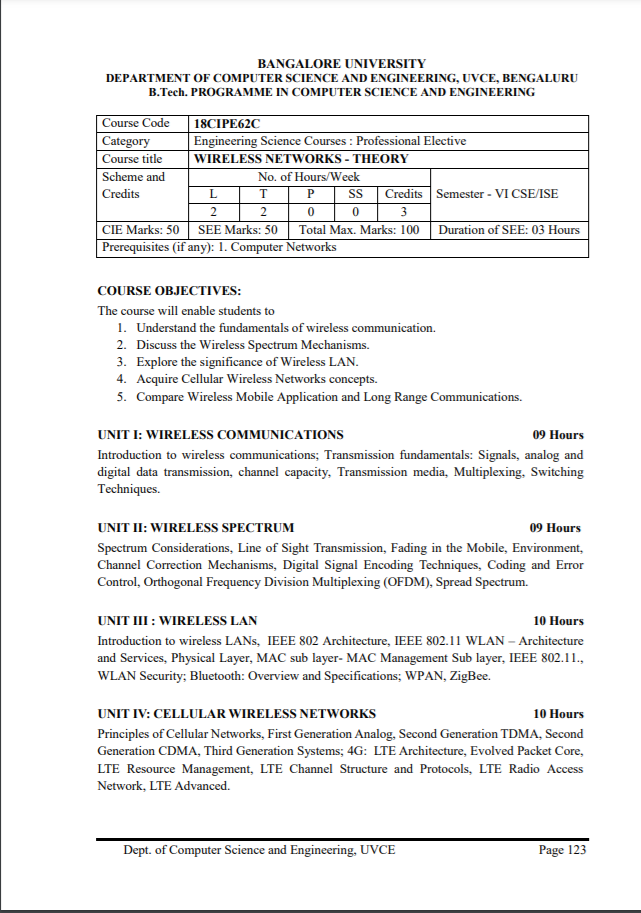 BANGALORE UNIVERSITY
DEPARTMENT OF COMPUTER SCIENCE AND ENGINEERING, UVCE, BENGALURU
B.Tech. PROGRAMME IN COMPUTER SCIENCE AND ENGINEERING
Course Code 18CIPE62C
Category Engineering Science Courses : Professional Elective
Course title WIRELESS NETWORKS - THEORY
Scheme and No. of Hours/Week
Credits L T P SS Credits Semester - VI CSE/ISE
2 2 0 0 3
CIE Marks: 50 SEE Marks: 50 Total Max. Marks: 100 Duration of SEE: 03 Hours
Prerequisites (if any): 1. Computer Networks
COURSE OBJECTIVES:
The course will enable students to
1. Understand the fundamentals of wireless communication.
2. Discuss the Wireless Spectrum Mechanisms.
3. Explore the significance of Wireless LAN.
4. Acquire Cellular Wireless Networks concepts.
5. Compare Wireless Mobile Application and Long Range Communications.
UNIT I: WIRELESS COMMUNICATIONS 09 Hours
Introduction to wireless communications; Transmission fundamentals: Signals, analog and
digital data transmission, channel capacity, Transmission media, Multiplexing, Switching
Techniques.
UNIT II: WIRELESS SPECTRUM 09 Hours
Spectrum Considerations, Line of Sight Transmission, Fading in the Mobile, Environment,
Channel Correction Mechanisms, Digital Signal Encoding Techniques, Coding and Error
Control, Orthogonal Frequency Division Multiplexing (OFDM), Spread Spectrum.
UNIT III : WIRELESS LAN 10 Hours
Introduction to wireless LANs, IEEE 802 Architecture, IEEE 802.11 WLAN – Architecture
and Services, Physical Layer, MAC sub layer- MAC Management Sub layer, IEEE 802.11.,
WLAN Security; Bluetooth: Overview and Specifications; WPAN, ZigBee.
UNIT IV: CELLULAR WIRELESS NETWORKS 10 Hours
Principles of Cellular Networks, First Generation Analog, Second Generation TDMA, Second
Generation CDMA, Third Generation Systems; 4G: LTE Architecture, Evolved Packet Core,
LTE Resource Management, LTE Channel Structure and Protocols, LTE Radio Access
Network, LTE Advanced.
Dept. of Computer Science and Engineering, UVCE Page 123